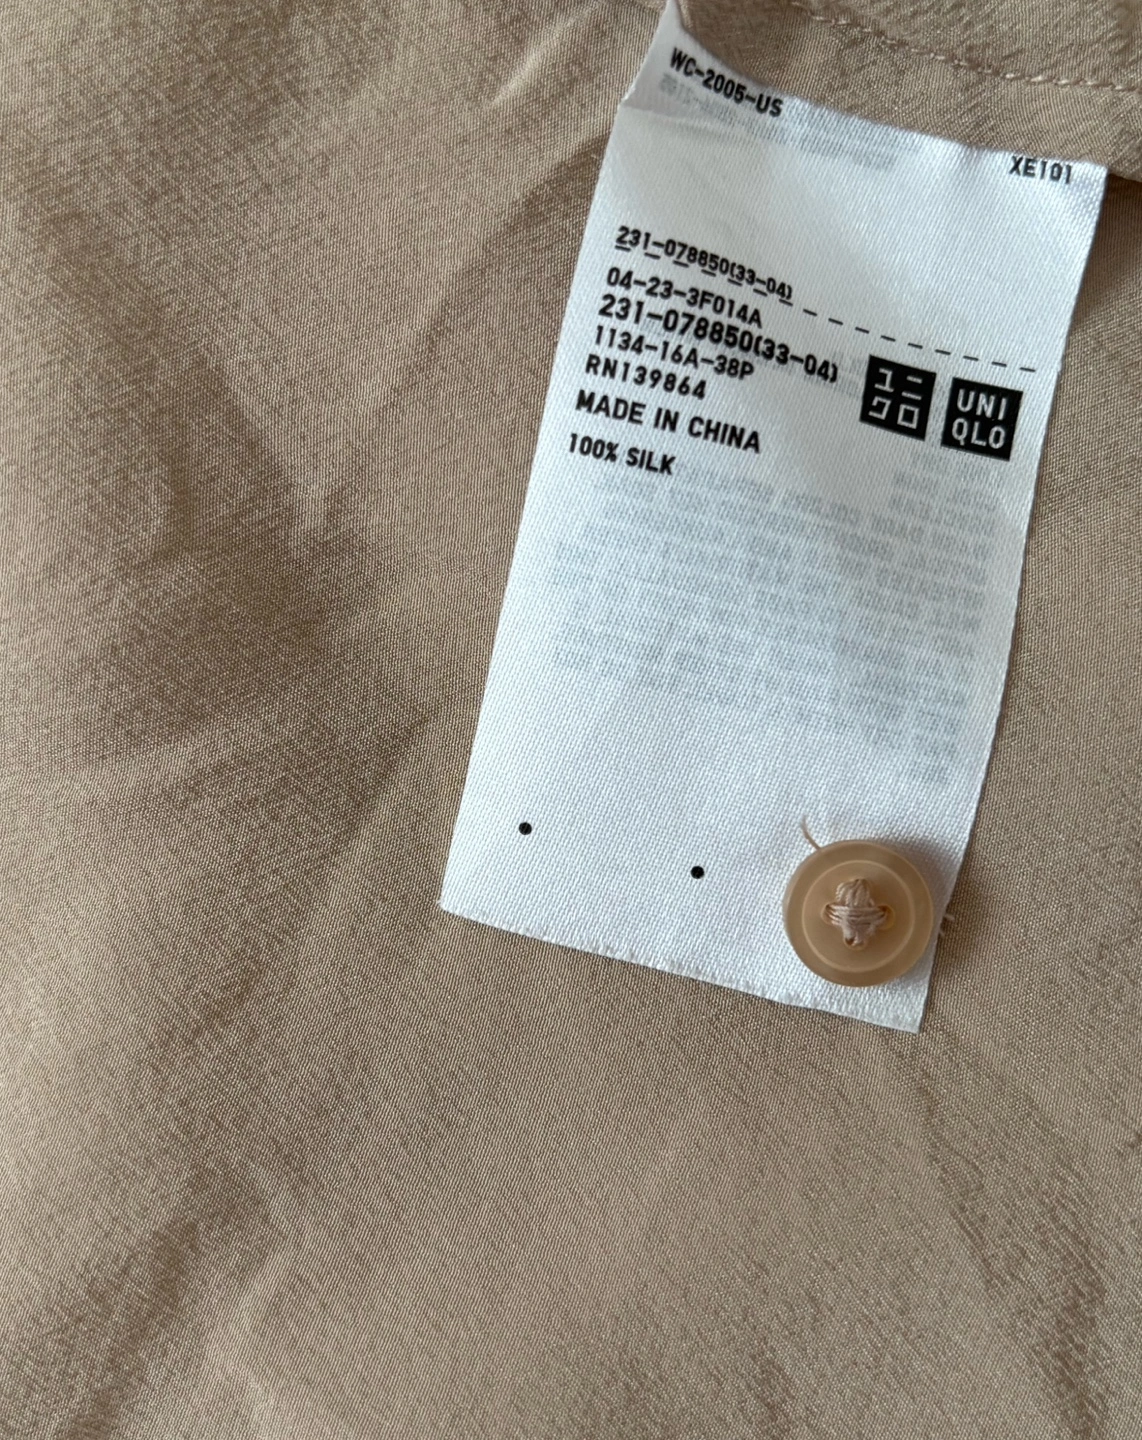 WC-2005-US
XE101
231-078850(33-04)
04-23-3F014A
231-078850(33-04)
1134-16A-38P
RN139864
MADE IN CHINA
100% SILK
ユニ
クロ
UNI
QLO